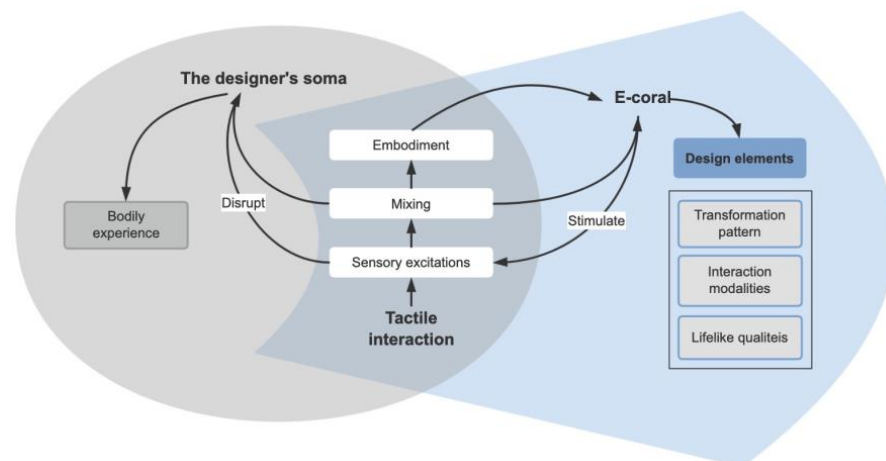 The designer's soma
E-coral
Embodiment
Design elements
Mixing
Disrupt
Bodily
experience
Stimulate
Transformation
pattern
Sensory excitations
Interaction
modalities
Tactile
interaction
Lifelike qualiteis